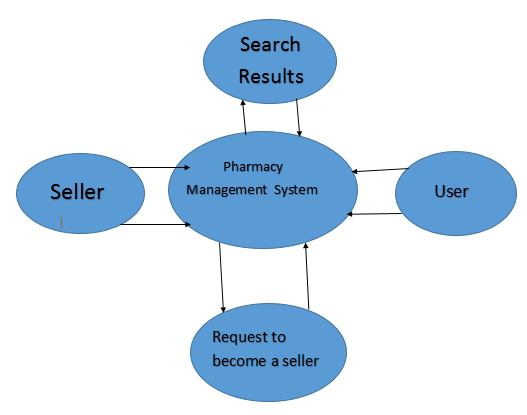 Search
Results
Pharmacy
Management System
Seller
User
Request to
become a seller